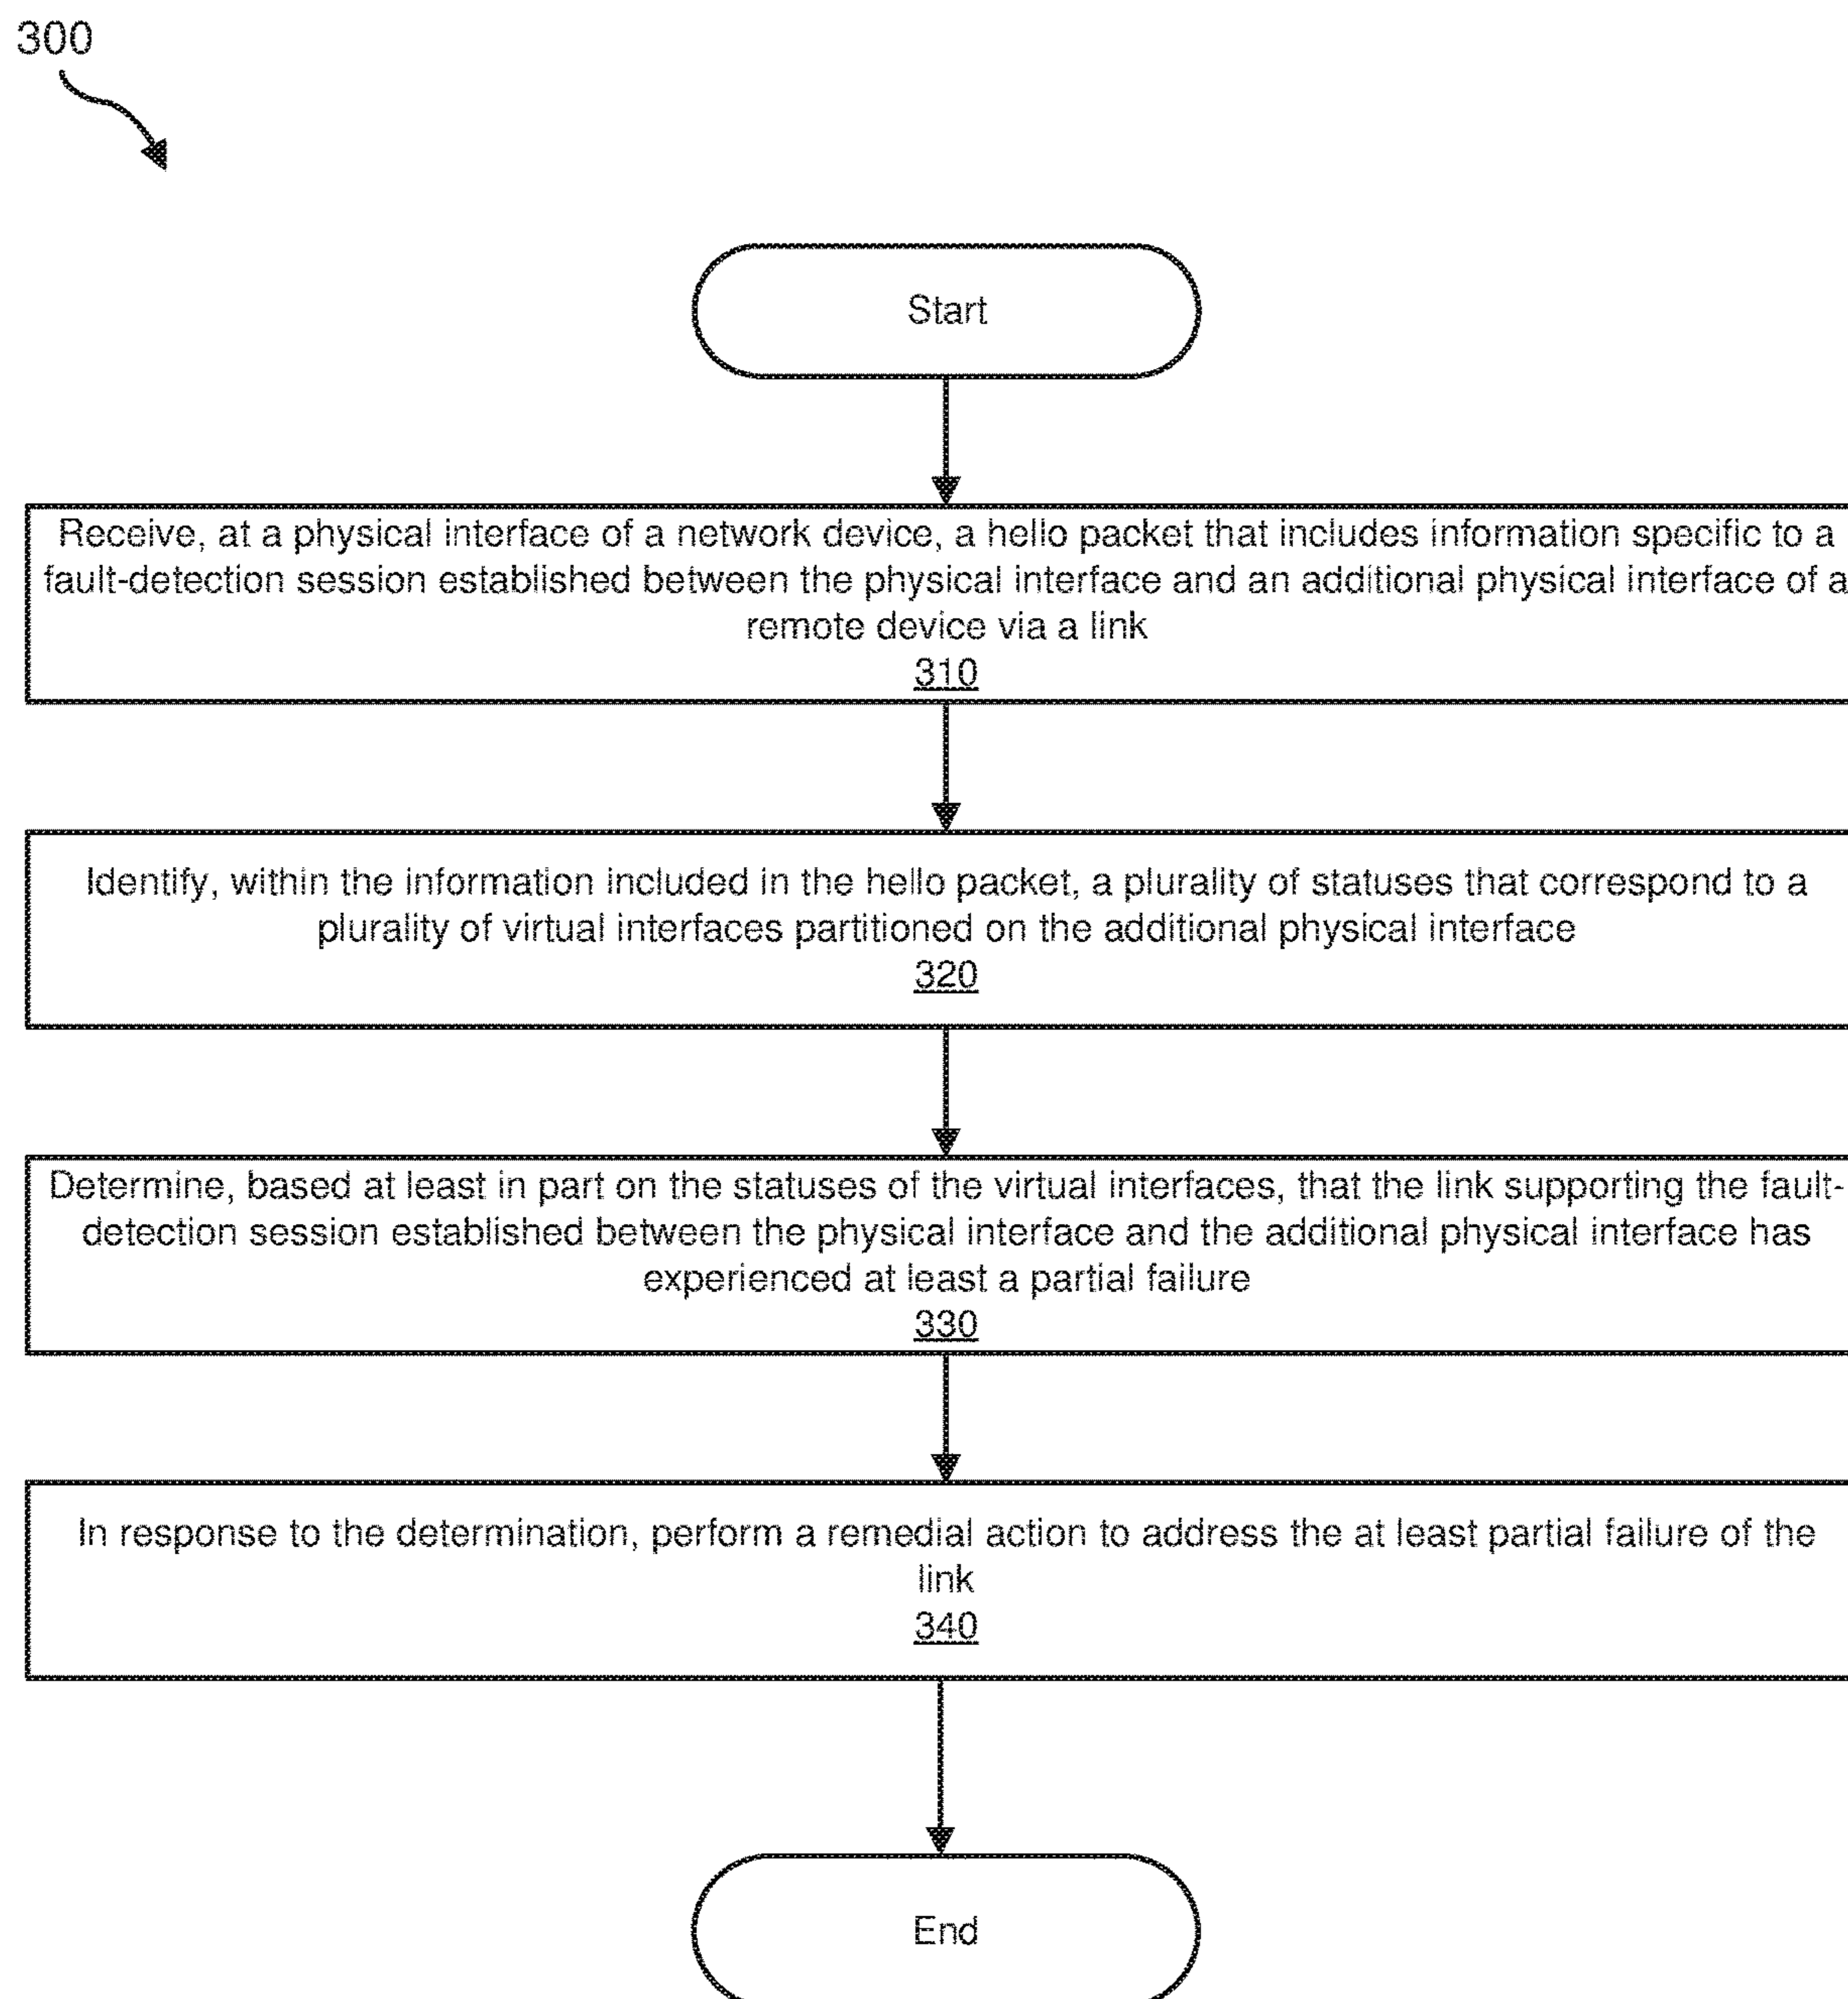 300
Start
Receive, at a physical interface of a network device, a hello packet that includes information specific to a
fault-detection session established between the physical interface and an additional physical interface of a
remote device via a link
310
Identify, within the information included in the hello packet, a plurality of statuses that correspond to a
plurality of virtual interfaces partitioned on the additional physical interface
320
Determine, based at least in part on the statuses of the virtual interfaces, that the link supporting the fault-
detection session established between the physical interface and the additional physical interface has
experienced at least a partial failure
330
In response to the determination, perform a remedial action to address the at least partial failure of the
link
340
End